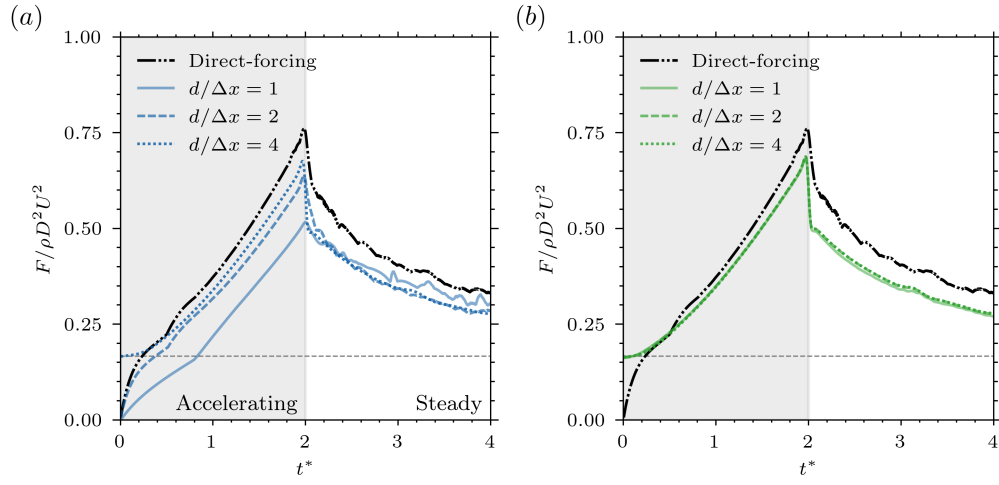 (a)
1.00
0.75
0.50
0.25
0.00
F/ρD²U²
Direct-forcing
d/Δx = 1
d/Δx = 2
d/Δx = 4
Accelerating
Steady
0 1 2 3 4
t*
(b)
1.00
0.75
0.50
0.25
0.00
F/ρD²U²
Direct-forcing
d/Δx = 1
d/Δx = 2
d/Δx = 4
0 1 2 3 4
t*